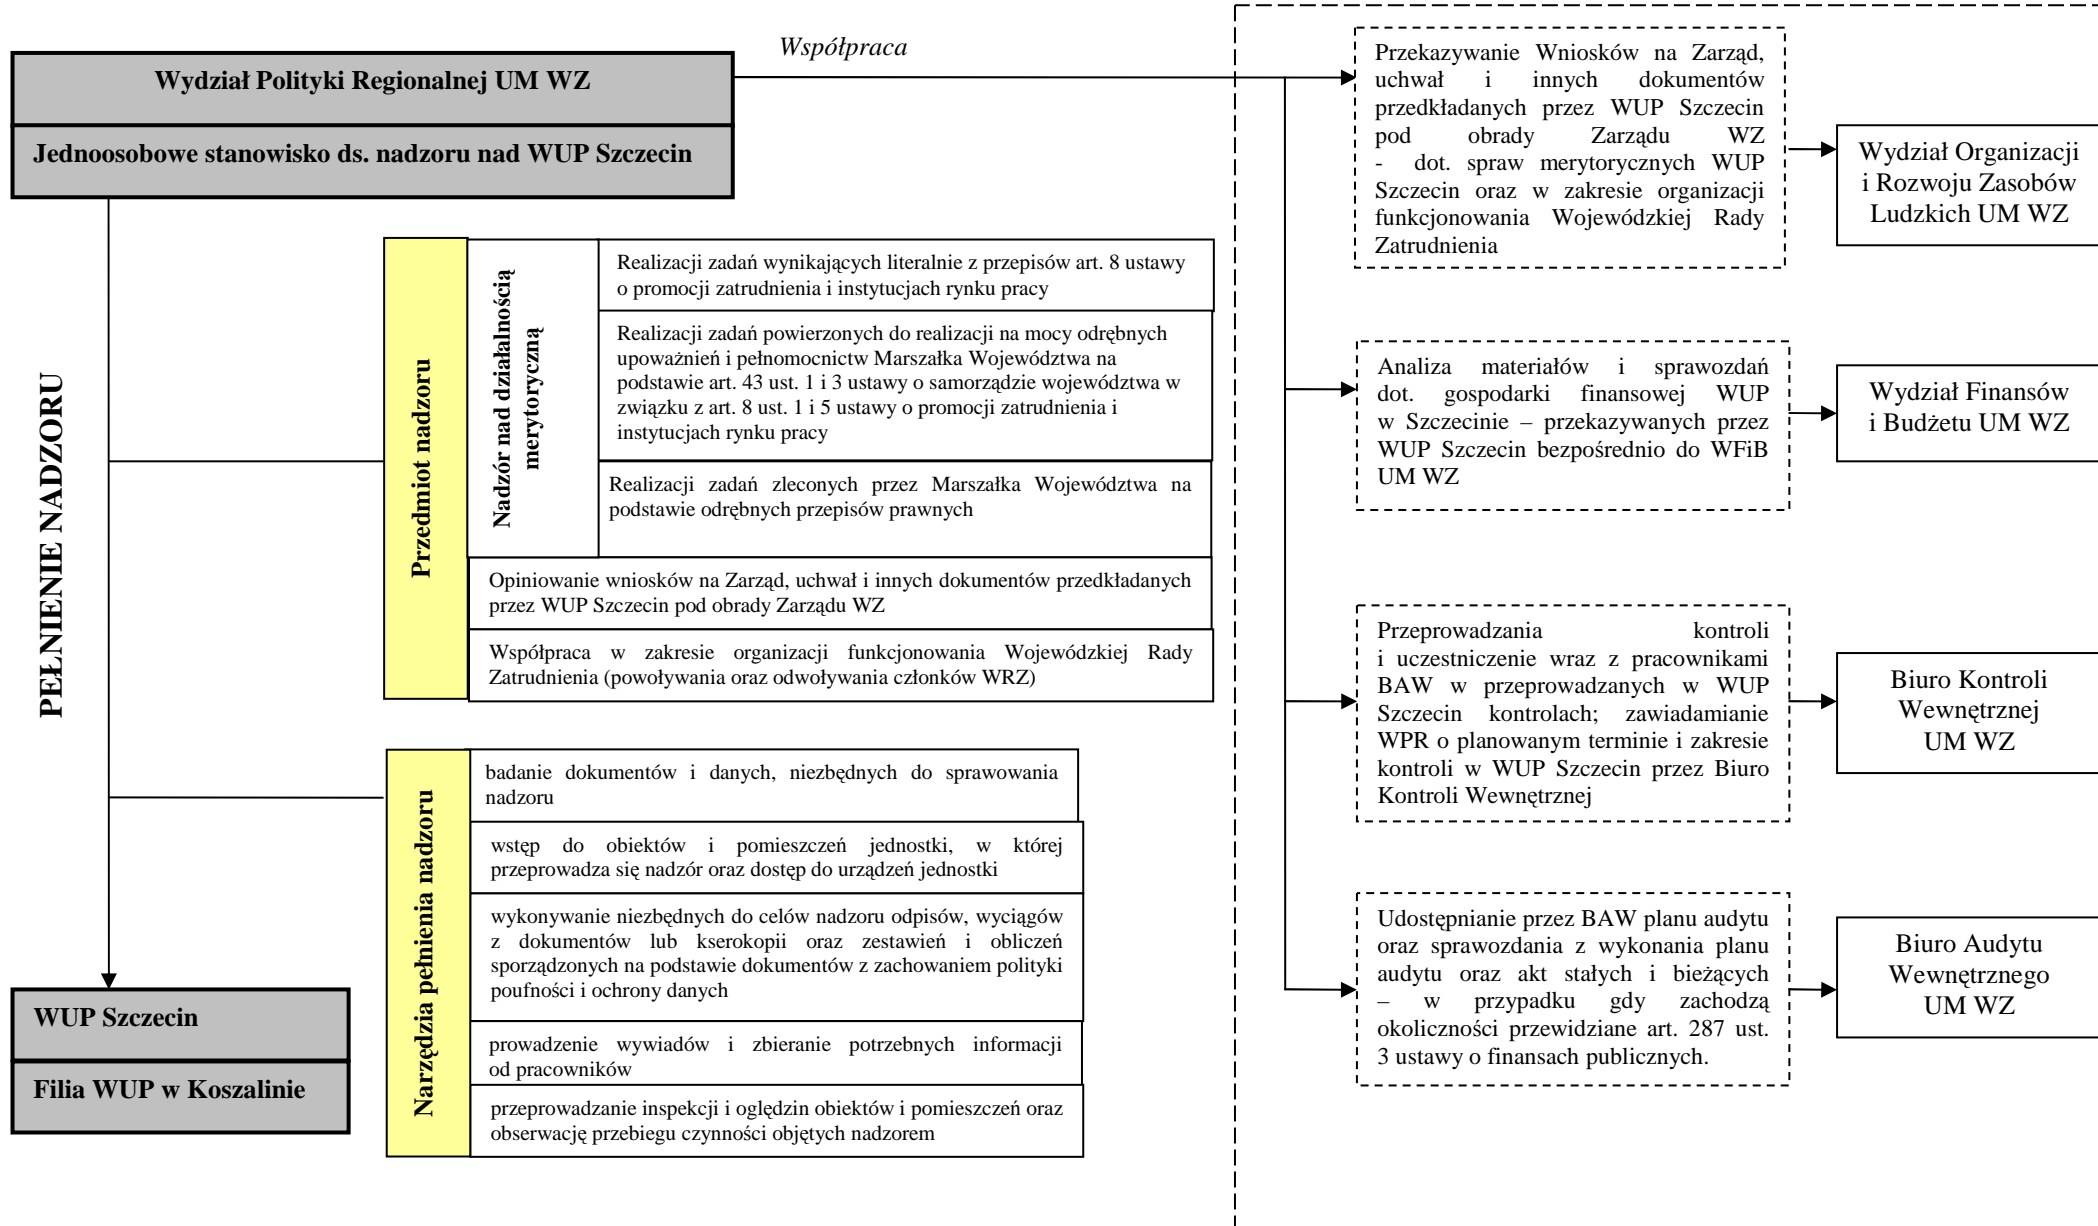 Współpraca
Wydział Polityki Regionalnej UM WZ
Jednoosobowe stanowisko ds. nadzoru nad WUP Szczecin
PEŁNIENIE NADZORU
Przedmiot nadzoru
Nadzór nad działalnością
merytoryczną
Realizacji zadań wynikających literalnie z przepisów art. 8 ustawy
o promocji zatrudnienia i instytucjach rynku pracy
Realizacji zadań powierzonych do realizacji na mocy odrębnych
upoważnień i pełnomocnictw Marszałka Województwa na
podstawie art. 43 ust. 1 i 3 ustawy o samorządzie województwa w
związku z art. 8 ust. 1 i 5 ustawy o promocji zatrudnienia i
instytucjach rynku pracy
Realizacji zadań zleconych przez Marszałka Województwa na
podstawie odrębnych przepisów prawnych
Opiniowanie wniosków na Zarząd, uchwał i innych dokumentów przedkładanych
przez WUP Szczecin pod obrady Zarządu WZ
Współpraca w zakresie organizacji funkcjonowania Wojewódzkiej Rady
Zatrudnienia (powoływania oraz odwoływania członków WRZ)
Narzędzia pełnienia nadzoru
badanie dokumentów i danych, niezbędnych do sprawowania
nadzoru
wstęp do obiektów i pomieszczeń jednostki, w której
przeprowadza się nadzór oraz dostęp do urządzeń jednostki
wykonywanie niezbędnych do celów nadzoru odpisów, wyciągów
z dokumentów lub kserokopii oraz zestawień i obliczeń
sporządzonych na podstawie dokumentów z zachowaniem polityki
poufności i ochrony danych
prowadzenie wywiadów i zbieranie potrzebnych informacji
od pracowników
przeprowadzanie inspekcji i oględzin obiektów i pomieszczeń oraz
obserwację przebiegu czynności objętych nadzorem
WUP Szczecin
Filia WUP w Koszalinie
Przekazywanie Wniosków na Zarząd,
uchwał i innych dokumentów
przedkładanych przez WUP Szczecin
pod obrady Zarządu WZ
- dot. spraw merytorycznych WUP
Szczecin oraz w zakresie organizacji
funkcjonowania Wojewódzkiej Rady
Zatrudnienia
Wydział Organizacji
i Rozwoju Zasobów
Ludzkich UM WZ
Analiza materiałów i sprawozdań
dot. gospodarki finansowej WUP
w Szczecinie – przekazywanych przez
WUP Szczecin bezpośrednio do WFiB
UM WZ
Wydział Finansów
i Budżetu UM WZ
Przeprowadzania kontroli
i uczestniczenie wraz z pracownikami
BAW w przeprowadzanych w WUP
Szczecin kontrolach; zawiadamianie
WPR o planowanym terminie i zakresie
kontroli w WUP Szczecin przez Biuro
Kontroli Wewnętrznej
Biuro Kontroli
Wewnętrznej
UM WZ
Udostępnianie przez BAW planu audytu
oraz sprawozdania z wykonania planu
audytu oraz akt stałych i bieżących
– w przypadku gdy zachodzą
okoliczności przewidziane art. 287 ust.
3 ustawy o finansach publicznych.
Biuro Audytu
Wewnętrznego
UM WZ